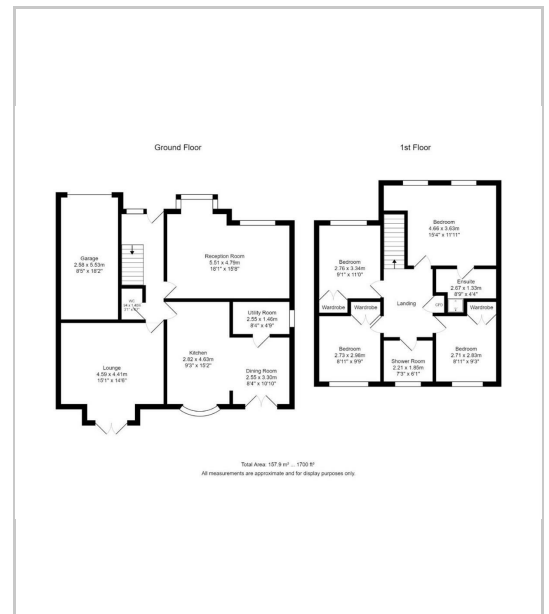 Ground Floor
1st Floor
Garage
2.58 x 5.53m
8'5" x 18'2"
Reception Room
5.51 x 4.79m
18'1" x 15'8"
WC
Utility Room
2.55 x 1.46m
8'4" x 4'9"
Lounge
4.59 x 4.41m
15'1" x 14'6"
Kitchen
2.82 x 4.63m
9'3" x 15'2"
Dining Room
2.55 x 3.30m
8'4" x 10'10"
Bedroom
4.66 x 3.63m
15'4" x 11'11"
Bedroom
2.76 x 3.34m
9'1" x 11'0"
Ensuite
2.67 x 1.33m
8'9" x 4'4"
Landing
CPD
Wardrobe
Wardrobe
Wardrobe
Bedroom
2.73 x 2.98m
8'11" x 9'9"
Shower Room
2.21 x 1.85m
7'3" x 6'1"
Bedroom
2.71 x 2.83m
8'11" x 9'3"
Total Area: 157.9 m² ... 1700 ft²
All measurements are approximate and for display purposes only.